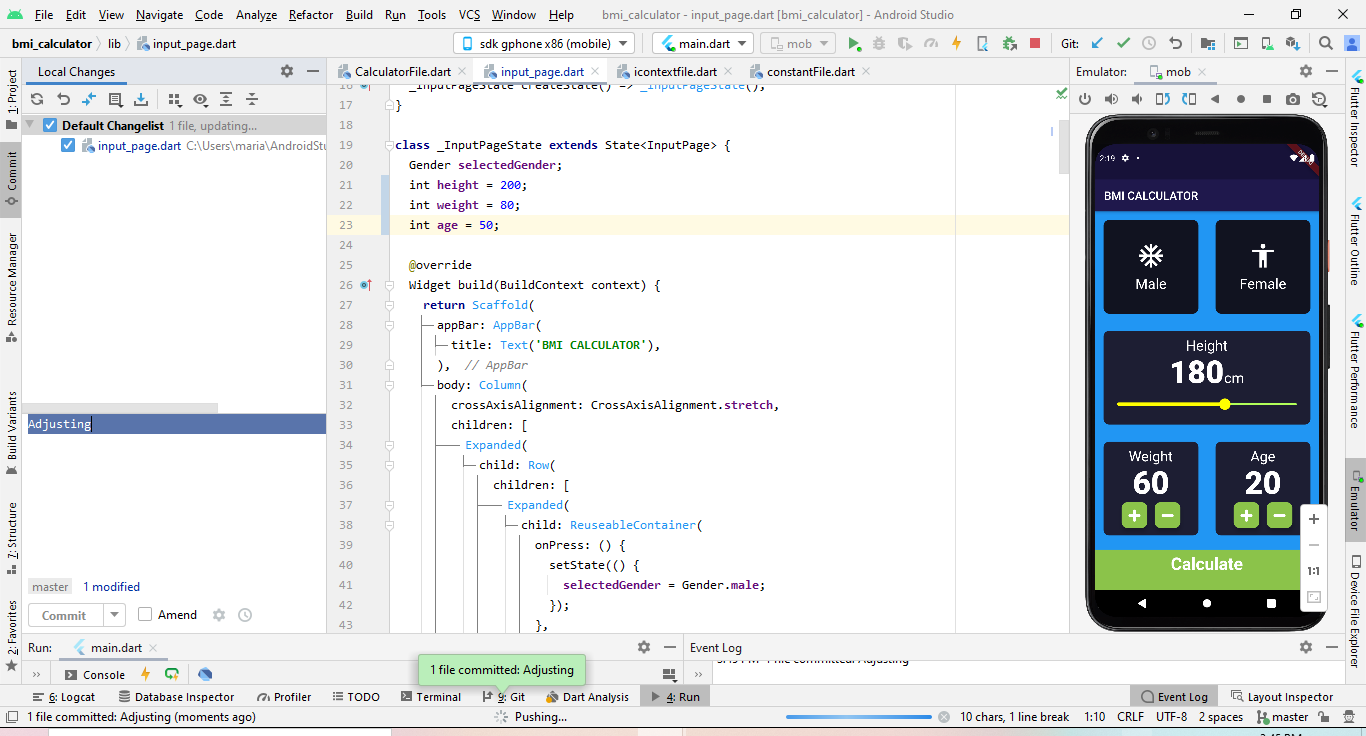 File Edit View Navigate Code Analyze Refactor Build Run Tools VCS Window Help bmi_calculator - input_page.dart [bmi_calculator] - Android Studio
bmi_calculator lib input_page.dart sdk gphone x86 (mobile) main.dart mob Git:
Local Changes
CalculatorFile.dart input_page.dart icontextfile.dart constantFile.dart
Emulator: mob
1: Project
Commit
Resource Manager
Build Variants
7: Structure
2: Favorites
Default Changelist 1 file, updating...
input_page.dart C:\Users\maria\AndroidStu
Adjusting
master 1 modified
Commit Amend
16 _InputPageState createState() => _InputPageState();
17 }
18
19 class _InputPageState extends State<InputPage> {
20 Gender selectedGender;
21 int height = 200;
22 int weight = 80;
23 int age = 50;
24
25 @override
26 Widget build(BuildContext context) {
27 return Scaffold(
28 appBar: AppBar(
29 title: Text('BMI CALCULATOR'),
30 ), // AppBar
31 body: Column(
32 crossAxisAlignment: CrossAxisAlignment.stretch,
33 children: [
34 Expanded(
35 child: Row(
36 children: [
37 Expanded(
38 child: ReuseableContainer(
39 onPress: () {
40 setState(() {
41 selectedGender = Gender.male;
42 });
43 },
2:19
DEBUG
BMI CALCULATOR
Male Female
Height
180cm
Weight Age
60 20
Calculate
1:1
Flutter Inspector
Flutter Outline
Flutter Performance
Emulator
Device File Explorer
Run: main.dart
Event Log
Console
1 file committed: Adjusting
1 file committed: Adjusting
6: Logcat Database Inspector Profiler TODO Terminal 9: Git Dart Analysis 4: Run Event Log Layout Inspector
1 file committed: Adjusting (moments ago) Pushing... 10 chars, 1 line break 1:10 CRLF UTF-8 2 spaces master